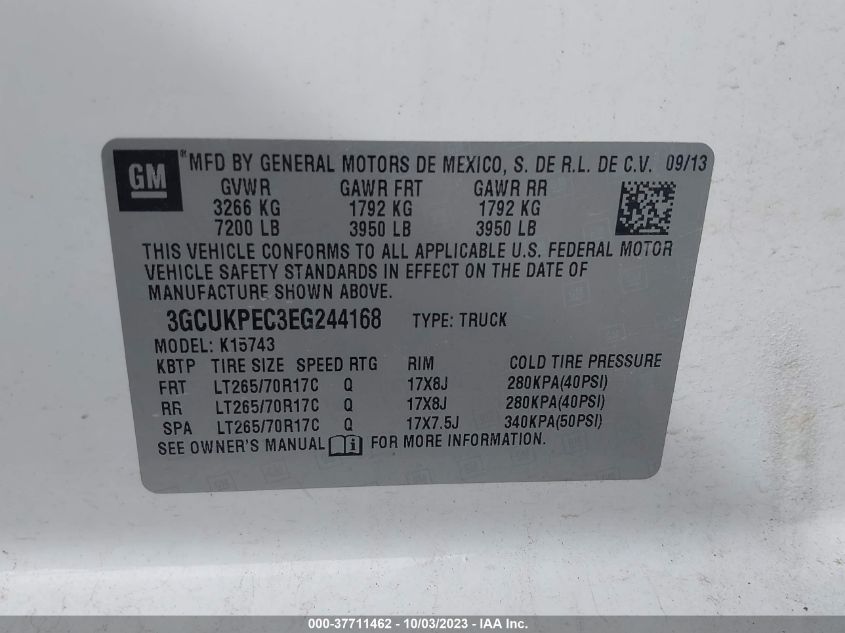 GM ® MFD BY GENERAL MOTORS DE MEXICO, S. DE R.L. DE C.V. 09/13
GVWR GAWR FRT GAWR RR
3266 KG 1792 KG 1792 KG
7200 LB 3950 LB 3950 LB
THIS VEHICLE CONFORMS TO ALL APPLICABLE U.S. FEDERAL MOTOR
VEHICLE SAFETY STANDARDS IN EFFECT ON THE DATE OF
MANUFACTURE SHOWN ABOVE.
3GCUKPEC3EG244168 TYPE: TRUCK
MODEL: K15743
KBTP TIRE SIZE SPEED RTG RIM COLD TIRE PRESSURE
FRT LT265/70R17C Q 17X8J 280KPA(40PSI)
RR LT265/70R17C Q 17X8J 280KPA(40PSI)
SPA LT265/70R17C Q 17X7.5J 340KPA(50PSI)
SEE OWNER'S MANUAL FOR MORE INFORMATION.
000-37711462 - 10/03/2023 - IAA Inc.